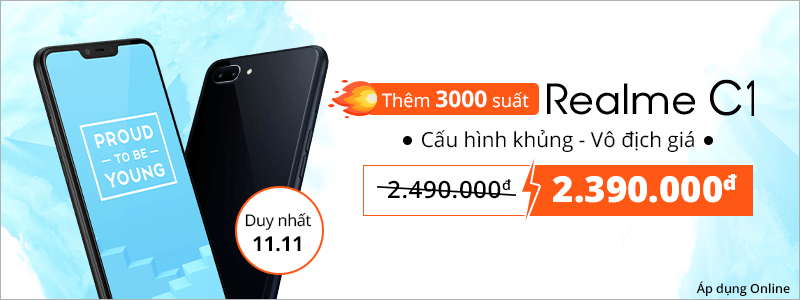 PROUD
TO BE
YOUNG
Duy nhất
11.11
Thêm 3000 suất
Realme C1
• Cấu hình khủng - Vô địch giá •
2.490.000đ
2.390.000đ
Áp dụng Online